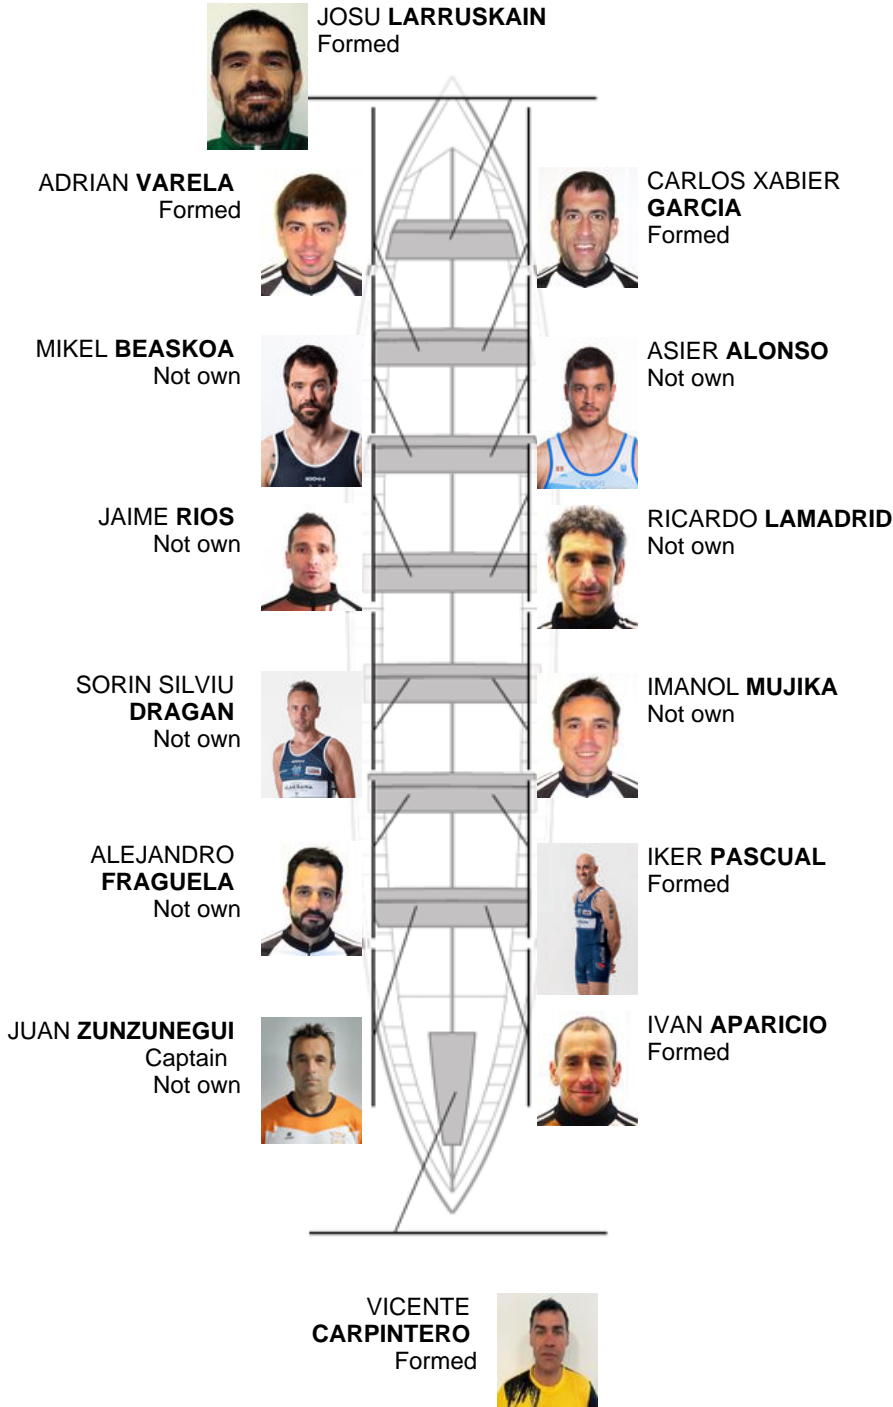 JOSU LARRUSKAIN
Formed
ADRIAN VARELA
Formed
CARLOS XABIER
GARCIA
Formed
MIKEL BEASKOA
Not own
ASIER ALONSO
Not own
JAIME RIOS
Not own
RICARDO LAMADRID
Not own
SORIN SILVIU
DRAGAN
Not own
IMANOL MUJIKA
Not own
ALEJANDRO
FRAGUELA
Not own
IKER PASCUAL
Formed
JUAN ZUNZUNEGUI
Captain
Not own
IVAN APARICIO
Formed
VICENTE
CARPINTERO
Formed